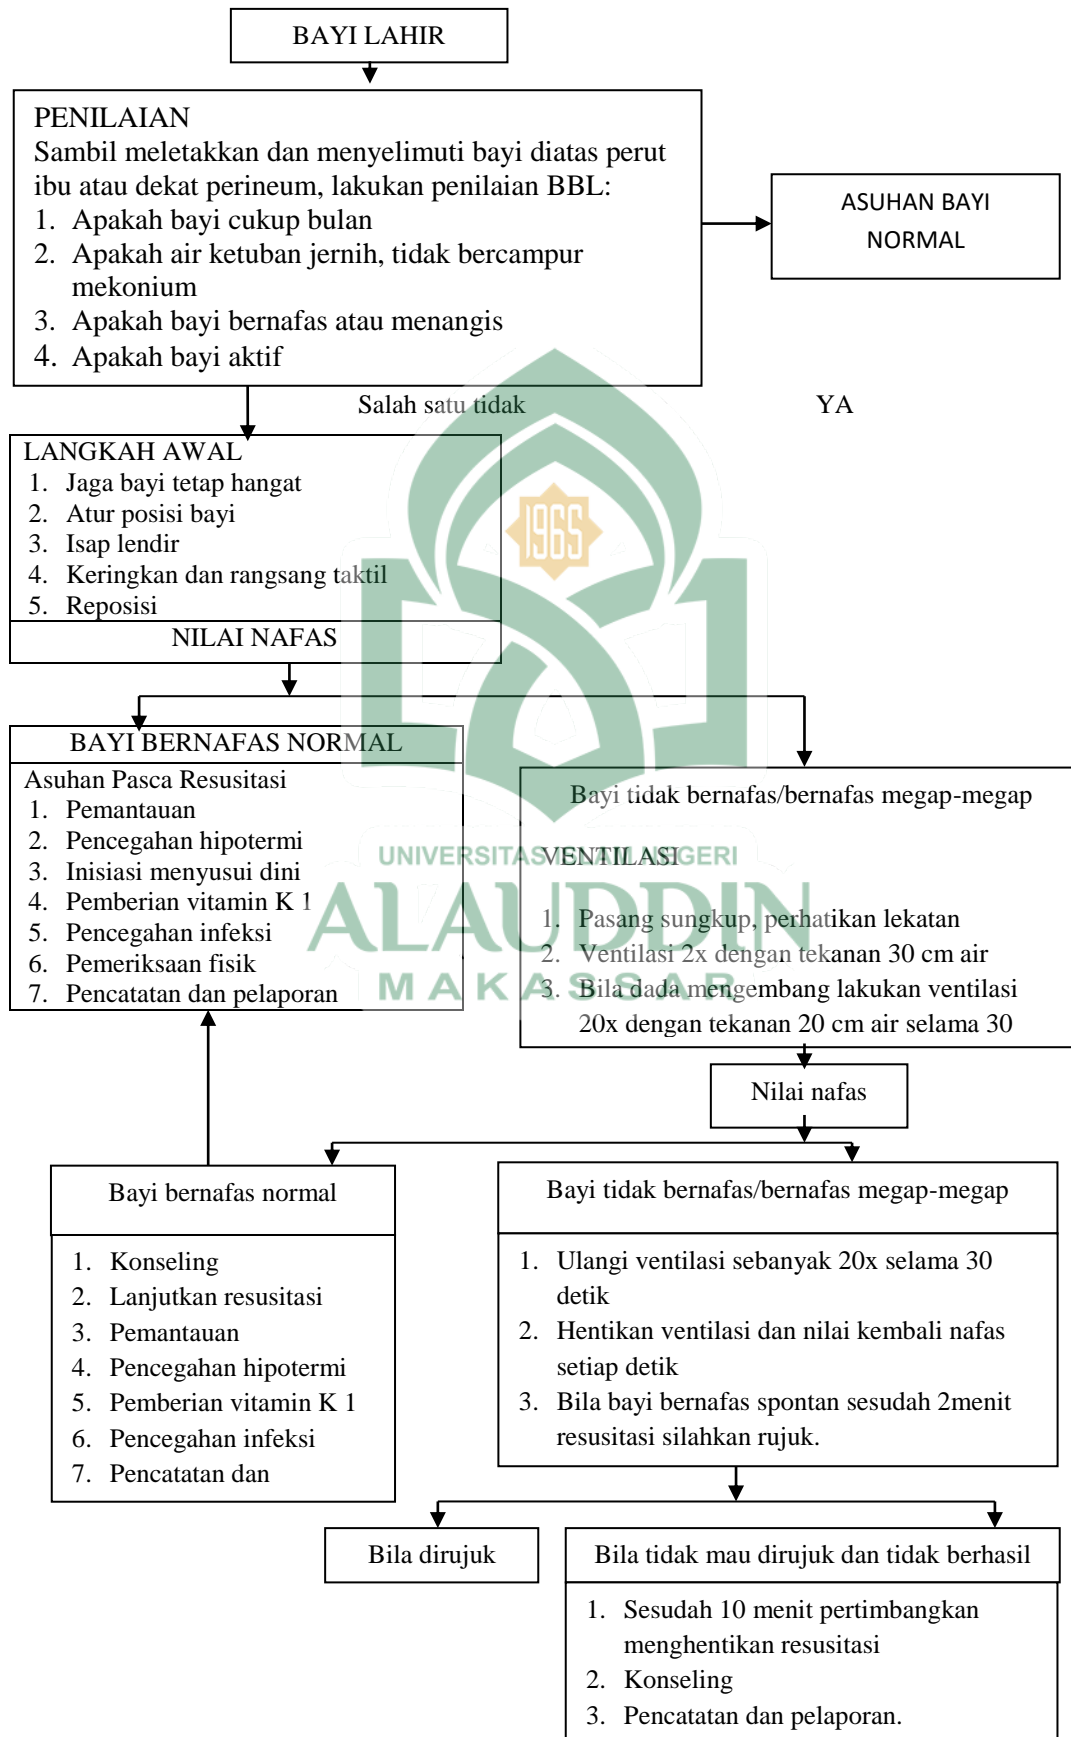 BAYI LAHIR
PENILAIAN
Sambil meletakkan dan menyelimuti bayi diatas perut
ibu atau dekat perineum, lakukan penilaian BBL:
1. Apakah bayi cukup bulan
2. Apakah air ketuban jernih, tidak bercampur
mekonium
3. Apakah bayi bernafas atau menangis
4. Apakah bayi aktif
ASUHAN BAYI
NORMAL
Salah satu tidak
YA
LANGKAH AWAL
1. Jaga bayi tetap hangat
2. Atur posisi bayi
3. Isap lendir
4. Keringkan dan rangsang taktil
5. Reposisi
NILAI NAFAS
1965
BAYI BERNAFAS NORMAL
Asuhan Pasca Resusitasi
1. Pemantauan
2. Pencegahan hipotermi
3. Inisiasi menyusui dini
4. Pemberian vitamin K 1
5. Pencegahan infeksi
6. Pemeriksaan fisik
7. Pencatatan dan pelaporan
Bayi tidak bernafas/bernafas megap-megap
VENTILASI
1. Pasang sungkup, perhatikan lekatan
2. Ventilasi 2x dengan tekanan 30 cm air
3. Bila dada mengembang lakukan ventilasi
20x dengan tekanan 20 cm air selama 30
UNIVERSITAS ISLAM NEGERI
ALAUDDIN
MAKASSAR
Nilai nafas
Bayi bernafas normal
1. Konseling
2. Lanjutkan resusitasi
3. Pemantauan
4. Pencegahan hipotermi
5. Pemberian vitamin K 1
6. Pencegahan infeksi
7. Pencatatan dan
Bayi tidak bernafas/bernafas megap-megap
1. Ulangi ventilasi sebanyak 20x selama 30
detik
2. Hentikan ventilasi dan nilai kembali nafas
setiap detik
3. Bila bayi bernafas spontan sesudah 2menit
resusitasi silahkan rujuk.
Bila dirujuk
Bila tidak mau dirujuk dan tidak berhasil
1. Sesudah 10 menit pertimbangkan
menghentikan resusitasi
2. Konseling
3. Pencatatan dan pelaporan.